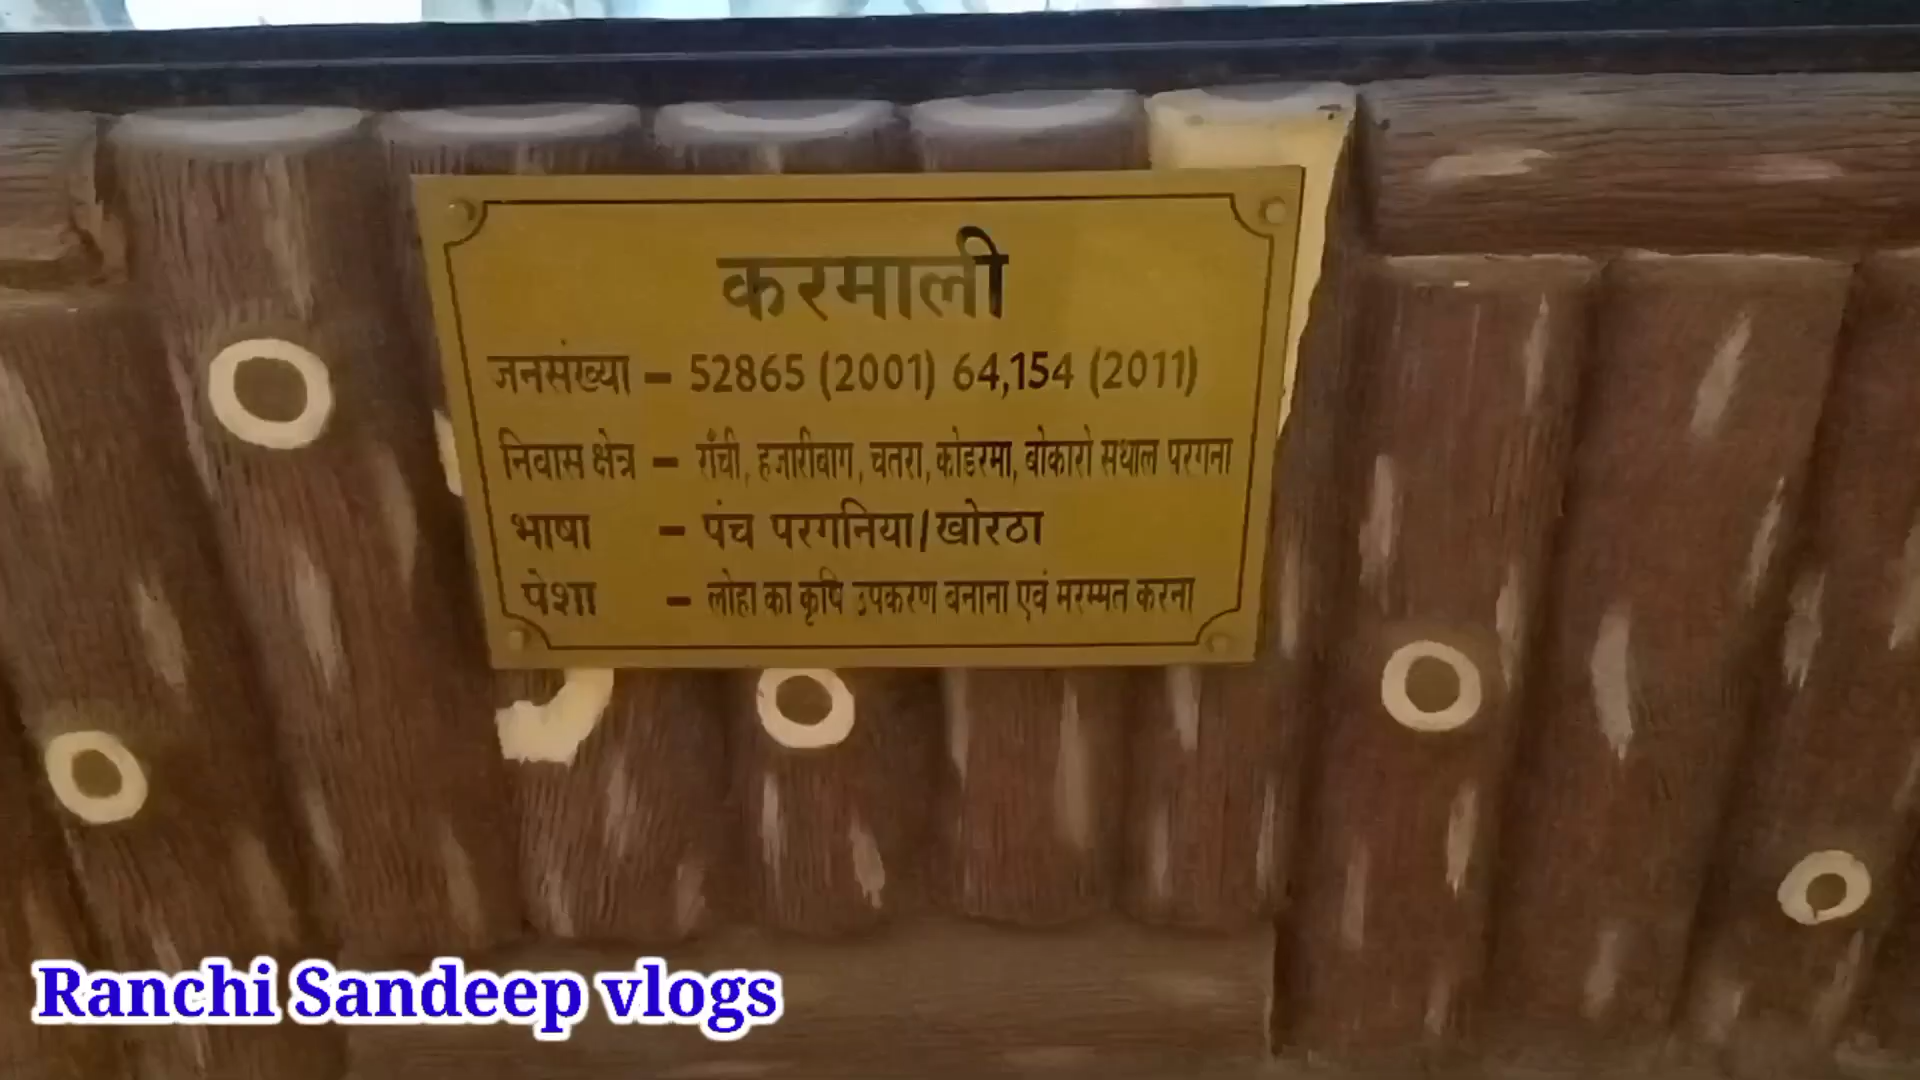 करमाली
जनसंख्या – 52865 (2001) 64,154 (2011)
निवास क्षेत्र – राँची, हजारीबाग, चतरा, कोडरमा, बोकारो सथाल परगना
भाषा – पंच परगनिया/खोरठा
पेशा – लोहा का कृषि उपकरण बनाना एवं मरम्मत करना
Ranchi Sandeep vlogs